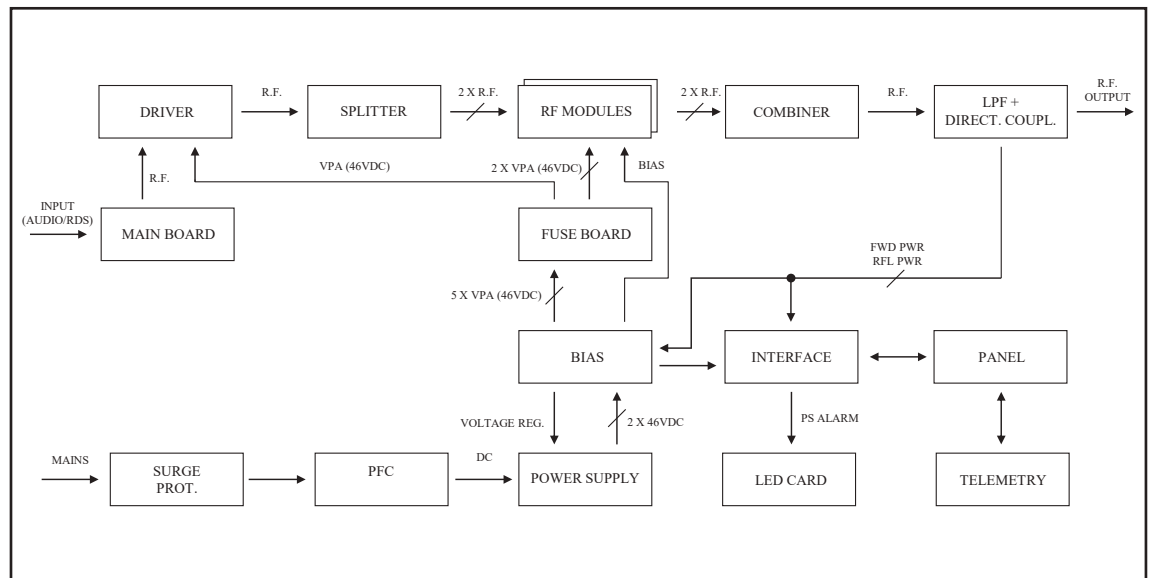 R.F.
2 X R.F.
2 X R.F.
R.F.
R.F.
OUTPUT
DRIVER
SPLITTER
RF MODULES
COMBINER
LPF +
DIRECT. COUPL.
VPA (46VDC)
2 X VPA (46VDC)
BIAS
R.F.
INPUT
(AUDIO/RDS)
MAIN BOARD
FUSE BOARD
FWD PWR
RFL PWR
5 X VPA (46VDC)
BIAS
INTERFACE
PANEL
VOLTAGE REG.
2 X 46VDC
PS ALARM
MAINS
SURGE
PROT.
PFC
DC
POWER SUPPLY
LED CARD
TELEMETRY